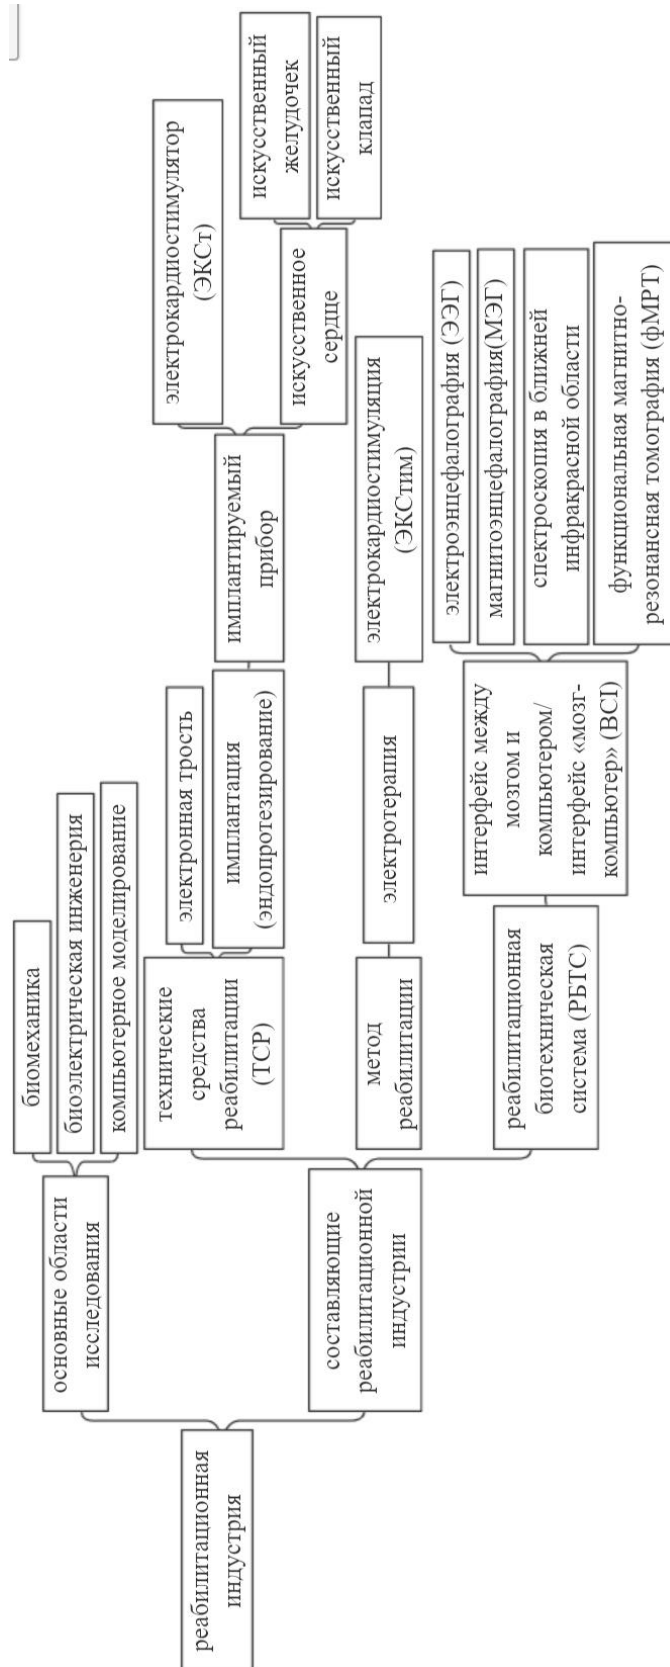 реабилитационная
индустрия
основные области
исследования
биомеханика
биоэлектрическая инженерия
компьютерное моделирование
составляющие
реабилитационной
индустрии
технические
средства
реабилитации
(ТСР)
электронная трость
имплантация
(эндопротезирование)
имплантируемый
прибор
электрокардиостимулятор
(ЭКСт)
искусственное
сердце
искусственный
желудочек
искусственный
клапад
метод
реабилитации
электротерапия
электрокардиостимуляция
(ЭКСтим)
реабилитационная
биотехническая
система (РБТС)
интерфейс между
мозгом и
компьютером/
интерфейс «мозг-
компьютер» (BCI)
электроэнцефалография (ЭЭГ)
магнитоэнцефалография(МЭГ)
спектроскопия в ближней
инфракрасной области
функциональная магнитно-
резонансная томография (фМРТ)